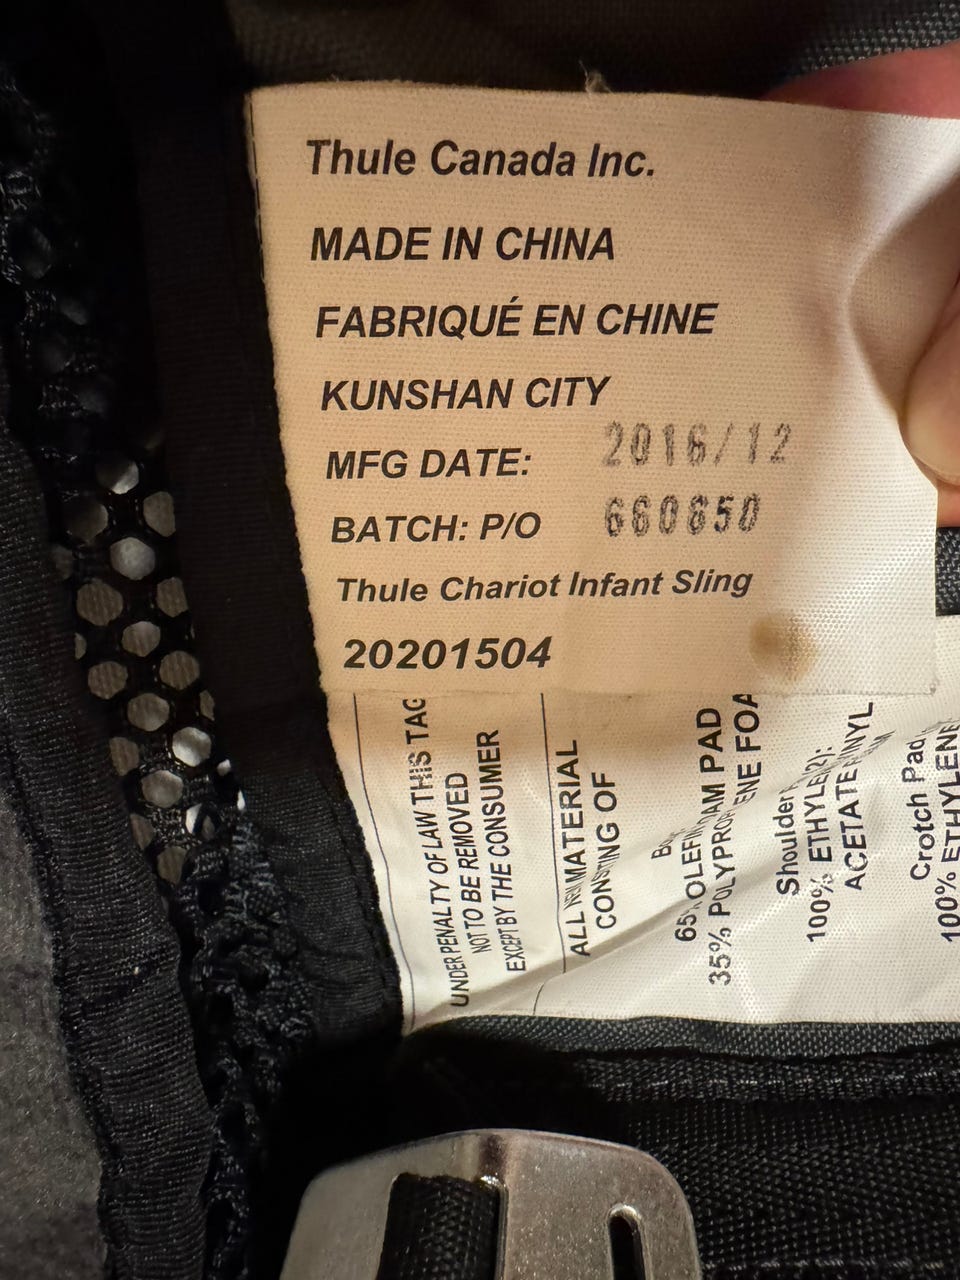 Thule Canada Inc.
MADE IN CHINA
FABRIQUÉ EN CHINE
KUNSHAN CITY
MFG DATE: 2016/12
BATCH: P/O 660650
Thule Chariot Infant Sling
20201504
UNDER PENALTY OF LAW THIS TAG
NOT TO BE REMOVED
EXCEPT BY THE CONSUMER
ALL MATERIAL
OF
65%
35% PAD
Shoulder
100%
ACETATE
Crotch Pad
100%